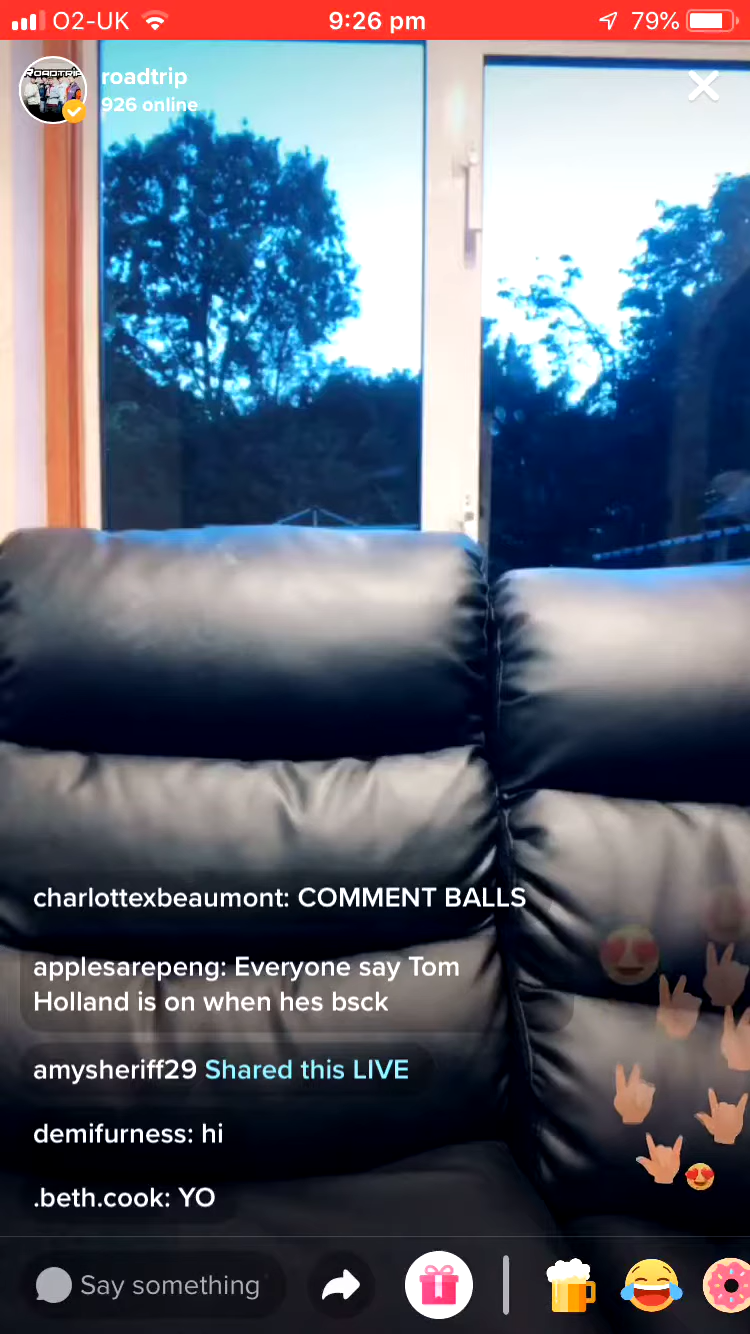 O2-UK 9:26 pm 79%
ROADTRIP
roadtrip
926 online
charlottexbeaumont: COMMENT BALLS
applesarepeng: Everyone say Tom
Holland is on when hes bsck
amysheriff29 Shared this LIVE
demifurness: hi
.beth.cook: YO
Say something